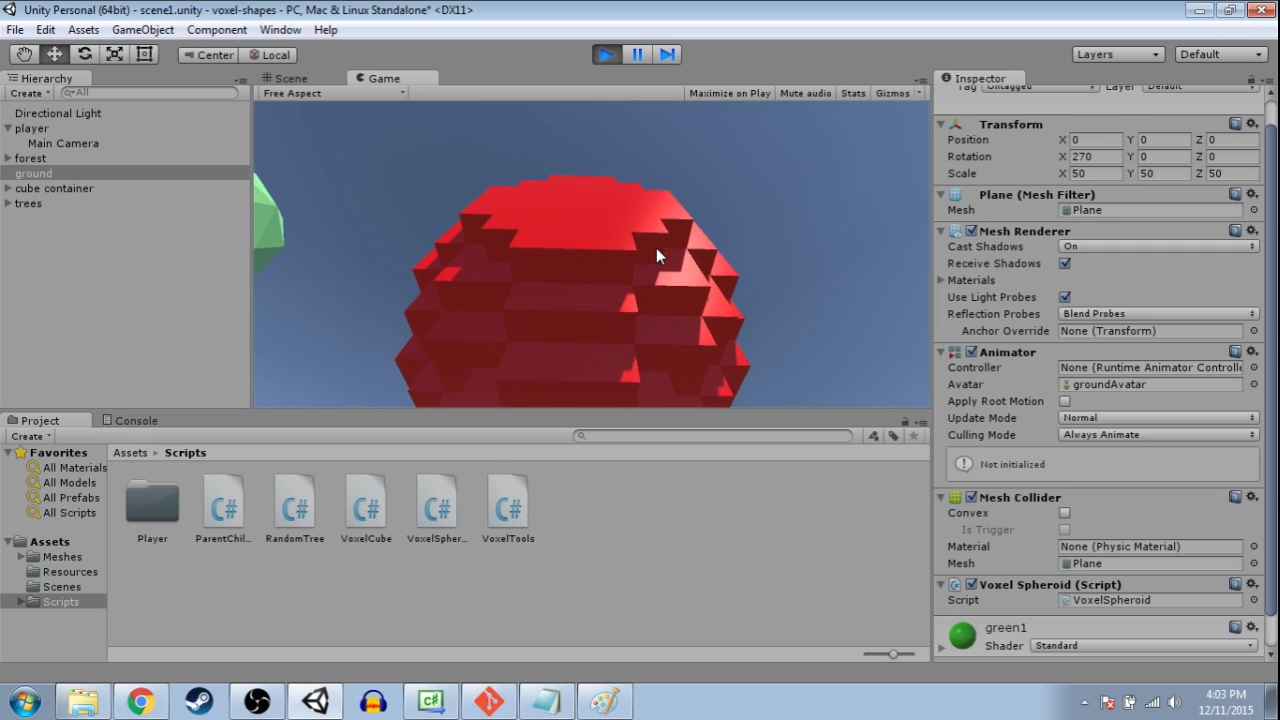 Unity Personal (64bit) - scene1.unity - voxel-shapes - PC, Mac & Linux Standalone* <DX11>
File Edit Assets GameObject Component Window Help
Center Local Layers Default
Hierarchy
Create All
Directional Light
player
Main Camera
forest
ground
cube container
trees
Scene Game
Free Aspect Maximize on Play Mute audio Stats Gizmos
Inspector
Tag Untagged Layer Default
Transform
Position X 0 Y 0 Z 0
Rotation X 270 Y 0 Z 0
Scale X 50 Y 50 Z 50
Plane (Mesh Filter)
Mesh Plane
Mesh Renderer
Cast Shadows On
Receive Shadows
Materials
Use Light Probes
Reflection Probes Blend Probes
Anchor Override None (Transform)
Animator
Controller None (Runtime Animator Controlle
Avatar groundAvatar
Apply Root Motion
Update Mode Normal
Culling Mode Always Animate
Not initialized
Mesh Collider
Convex
Is Trigger
Material None (Physic Material)
Mesh Plane
Voxel Spheroid (Script)
Script VoxelSpheroid
green1
Shader Standard
Project Console
Create
Favorites
All Materials
All Models
All Prefabs
All Scripts
Assets
Meshes
Resources
Scenes
Scripts
Assets Scripts
C# C# C# C# C#
Player ParentChil... RandomTree VoxelCube VoxelSpher... VoxelTools
C#
4:03 PM
12/11/2015